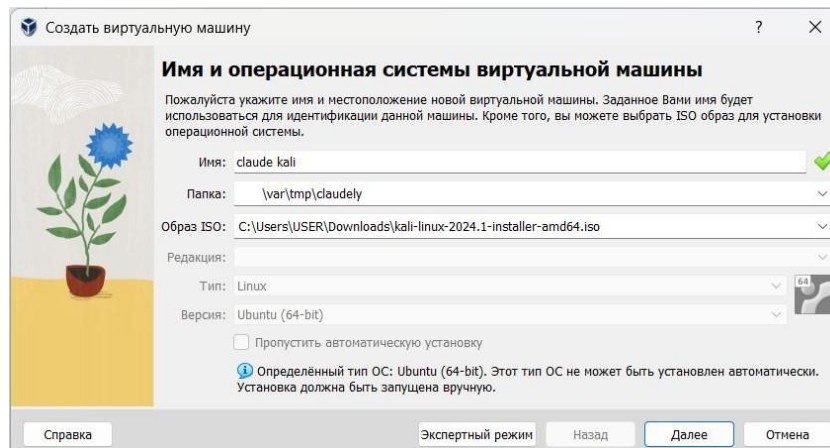 Создать виртуальную машину
?
Имя и операционная системы виртуальной машины
Пожалуйста укажите имя и местоположение новой виртуальной машины. Заданное Вами имя будет
использоваться для идентификации данной машины. Кроме того, вы можете выбрать ISO образ для установки
операционной системы.
Имя: claude kali
Папка: \var\tmp\claudely
Образ ISO: C:\Users\USER\Downloads\kali-linux-2024.1-installer-amd64.iso
Редакция:
Тип: Linux
64
Версия: Ubuntu (64-bit)
Пропустить автоматическую установку
Определённый тип ОС: Ubuntu (64-bit). Этот тип ОС не может быть установлен автоматически.
Установка должна быть запущена вручную.
Справка Экспертный режим Назад Далее Отмена